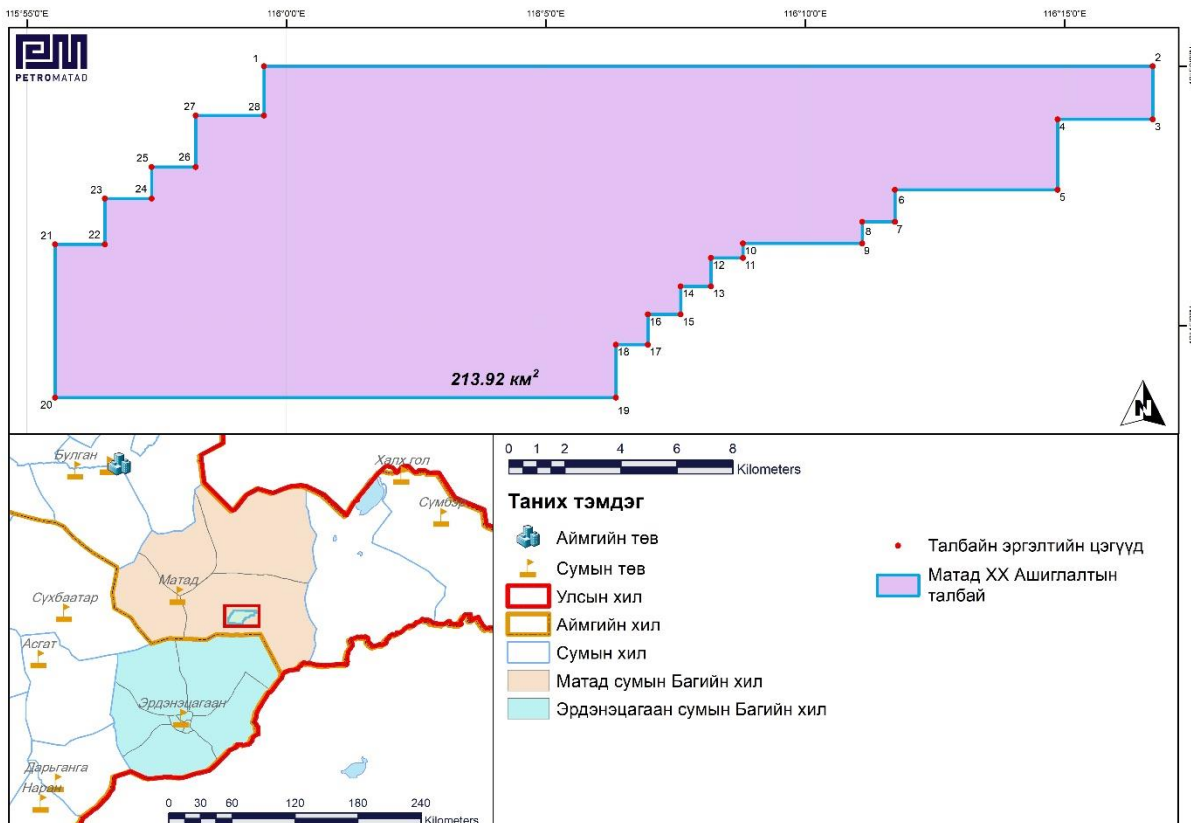 115°55'0"E 116°0'0"E 116°5'0"E 116°10'0"E 116°15'0"E
PM
PETROMATAD
1 2
27 28 4 3
25 26
23 24 6 5
21 22 8 7
10 9
12 11
14 13
16 15
18 17
213.92 км²
20 19
N
Булган
Халх гол
Сүмбэр
Матад
Сүхбаатар
Асгат
Эрдэнэцагаан
Дарьганга
Наран
0 30 60 120 180 240
Kilometers
0 1 2 4 6 8
Kilometers
Таних тэмдэг
Аймгийн төв
Сумын төв
Улсын хил
Аймгийн хил
Сумын хил
Матад сумын Багийн хил
Эрдэнэцагаан сумын Багийн хил
Талбайн эргэлтийн цэгүүд
Матад XX Ашиглалтын
талбай